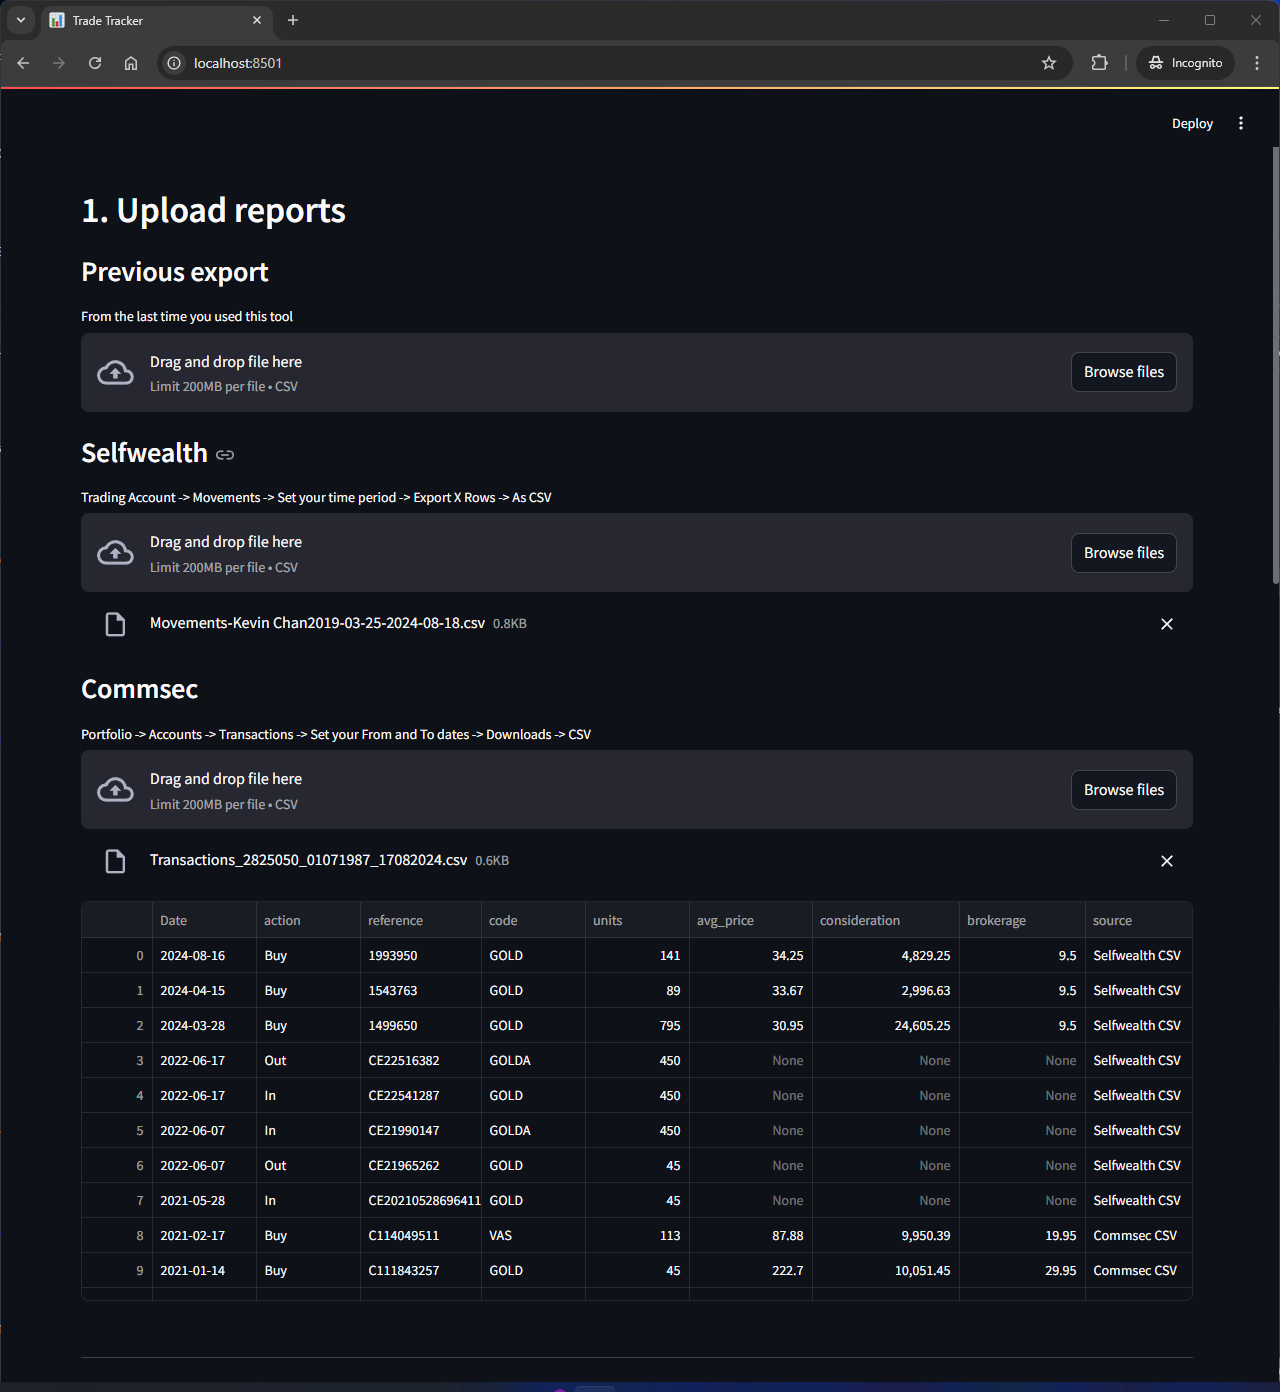 Trade Tracker
localhost:8501
Incognito
Deploy
1. Upload reports
Previous export
From the last time you used this tool
Drag and drop file here
Limit 200MB per file • CSV
Browse files
Selfwealth
Trading Account -> Movements -> Set your time period -> Export X Rows -> As CSV
Drag and drop file here
Limit 200MB per file • CSV
Browse files
Movements-Kevin Chan2019-03-25-2024-08-18.csv 0.8KB
Commsec
Portfolio -> Accounts -> Transactions -> Set your From and To dates -> Downloads -> CSV
Drag and drop file here
Limit 200MB per file • CSV
Browse files
Transactions_2825050_01071987_17082024.csv 0.6KB
Date action reference code units avg_price consideration brokerage source
0 2024-08-16 Buy 1993950 GOLD 141 34.25 4,829.25 9.5 Selfwealth CSV
1 2024-04-15 Buy 1543763 GOLD 89 33.67 2,996.63 9.5 Selfwealth CSV
2 2024-03-28 Buy 1499650 GOLD 795 30.95 24,605.25 9.5 Selfwealth CSV
3 2022-06-17 Out CE22516382 GOLDA 450 None None None Selfwealth CSV
4 2022-06-17 In CE22541287 GOLD 450 None None None Selfwealth CSV
5 2022-06-07 In CE21990147 GOLDA 450 None None None Selfwealth CSV
6 2022-06-07 Out CE21965262 GOLD 45 None None None Selfwealth CSV
7 2021-05-28 In CE20210528696411 GOLD 45 None None None Selfwealth CSV
8 2021-02-17 Buy C114049511 VAS 113 87.88 9,950.39 19.95 Commsec CSV
9 2021-01-14 Buy C111843257 GOLD 45 222.7 10,051.45 29.95 Commsec CSV